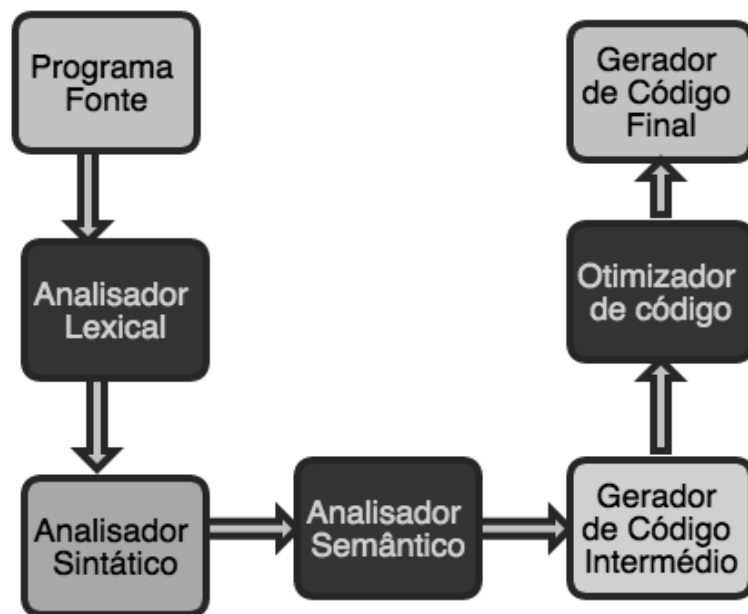 Programa
Fonte
Analisador
Lexical
Analisador
Sintático
Analisador
Semântico
Gerador
de Código
Intermédio
Otimizador
de código
Gerador
de Código
Final